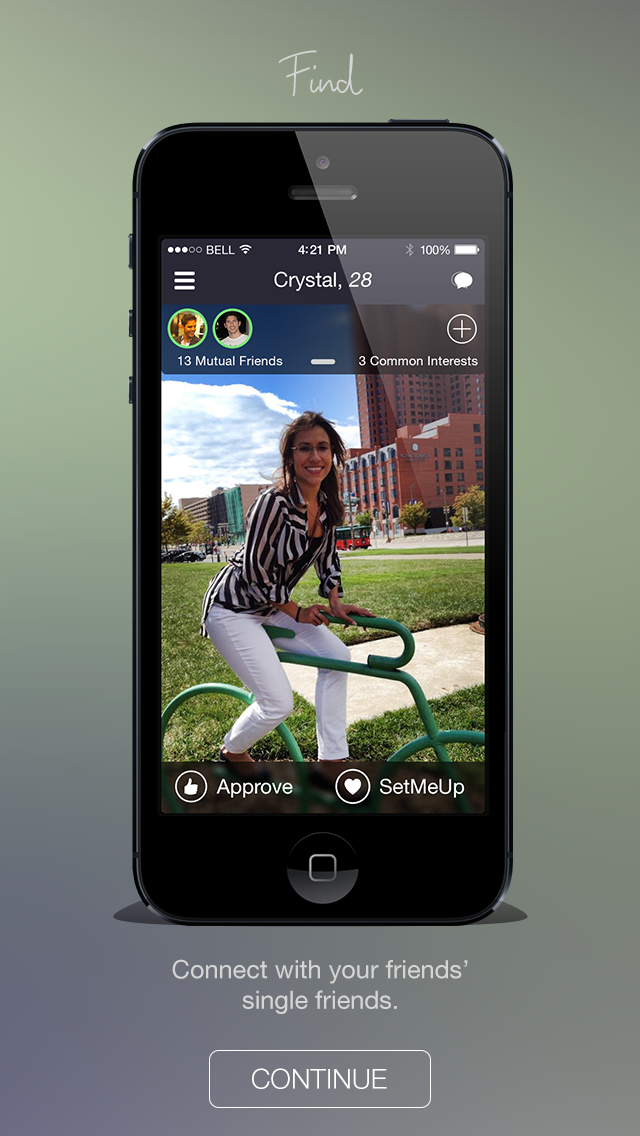 Find
BELL 4:21 PM 100%
Crystal, 28
13 Mutual Friends 3 Common Interests
Approve SetMeUp
Connect with your friends’
single friends.
CONTINUE